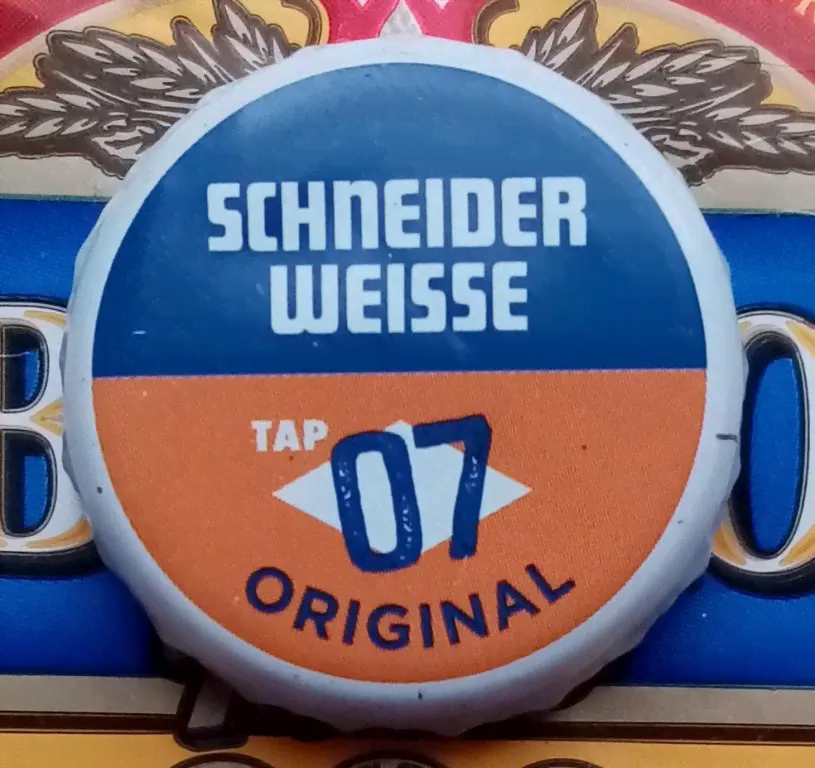 SCHNEIDER
WEISSE
TAP 07
ORIGINAL
B O